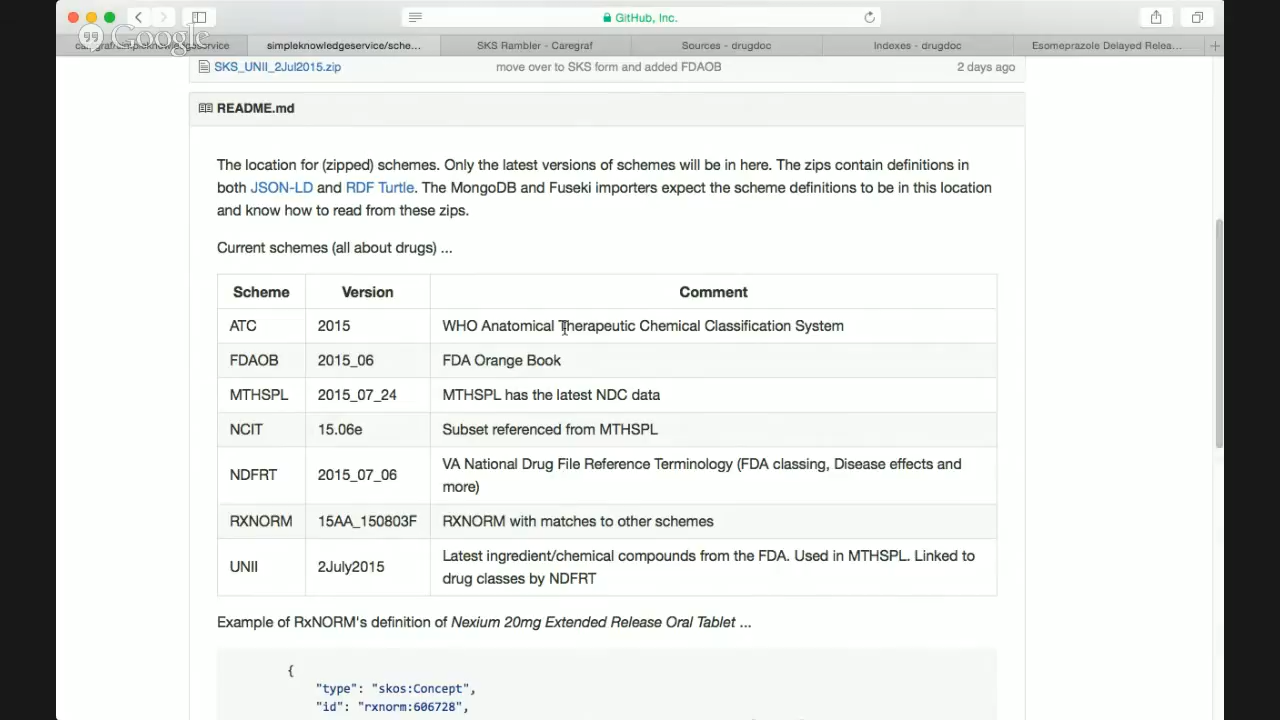 GitHub, Inc.
Google
caregraf/simpleknowledgeservice
simpleknowledgeservice/sche...
SKS Rambler - Caregraf
Sources - drugdoc
Indexes - drugdoc
Esomeprazole Delayed Relea...
SKS_UNII_2Jul2015.zip move over to SKS form and added FDAOB 2 days ago
README.md
The location for (zipped) schemes. Only the latest versions of schemes will be in here. The zips contain definitions in
both JSON-LD and RDF Turtle. The MongoDB and Fuseki importers expect the scheme definitions to be in this location
and know how to read from these zips.
Current schemes (all about drugs) ...
Scheme Version Comment
ATC 2015 WHO Anatomical Therapeutic Chemical Classification System
FDAOB 2015_06 FDA Orange Book
MTHSPL 2015_07_24 MTHSPL has the latest NDC data
NCIT 15.06e Subset referenced from MTHSPL
NDFRT 2015_07_06 VA National Drug File Reference Terminology (FDA classing, Disease effects and
more)
RXNORM 15AA_150803F RXNORM with matches to other schemes
UNII 2July2015 Latest ingredient/chemical compounds from the FDA. Used in MTHSPL. Linked to
drug classes by NDFRT
Example of RxNORM's definition of Nexium 20mg Extended Release Oral Tablet ...
{
"type": "skos:Concept",
"id": "rxnorm:606728",